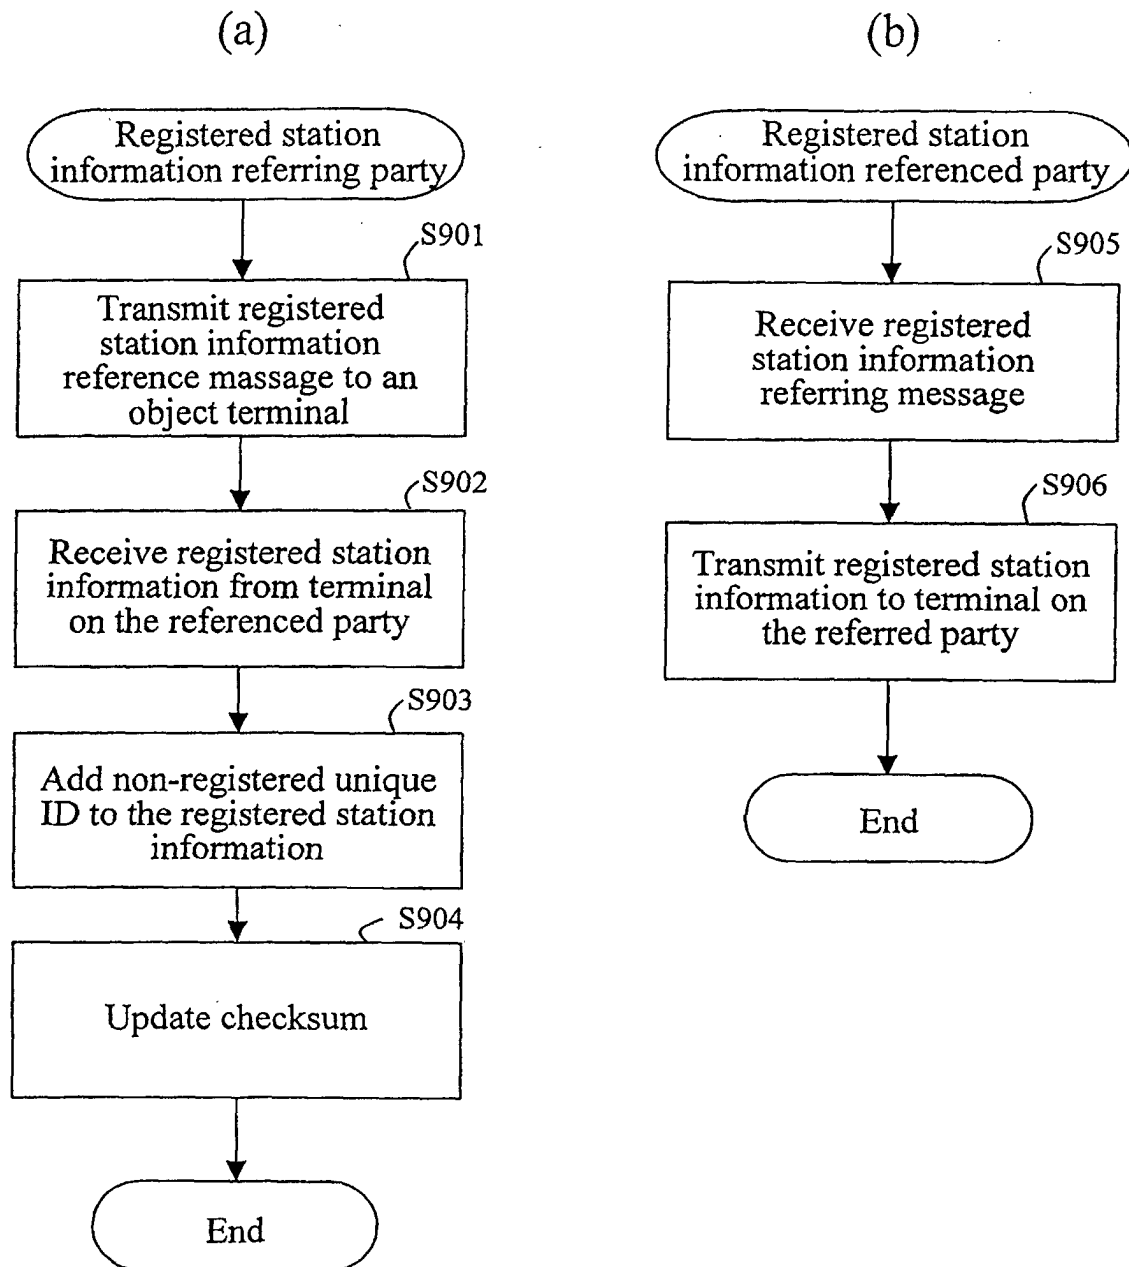 (a)
Registered station
information referring party
S901
Transmit registered
station information
reference massage to an
object terminal
S902
Receive registered station
information from terminal
on the referenced party
S903
Add non-registered unique
ID to the registered station
information
S904
Update checksum
End
(b)
Registered station
information referenced party
S905
Receive registered
station information
referring message
S906
Transmit registered station
information to terminal on
the referred party
End